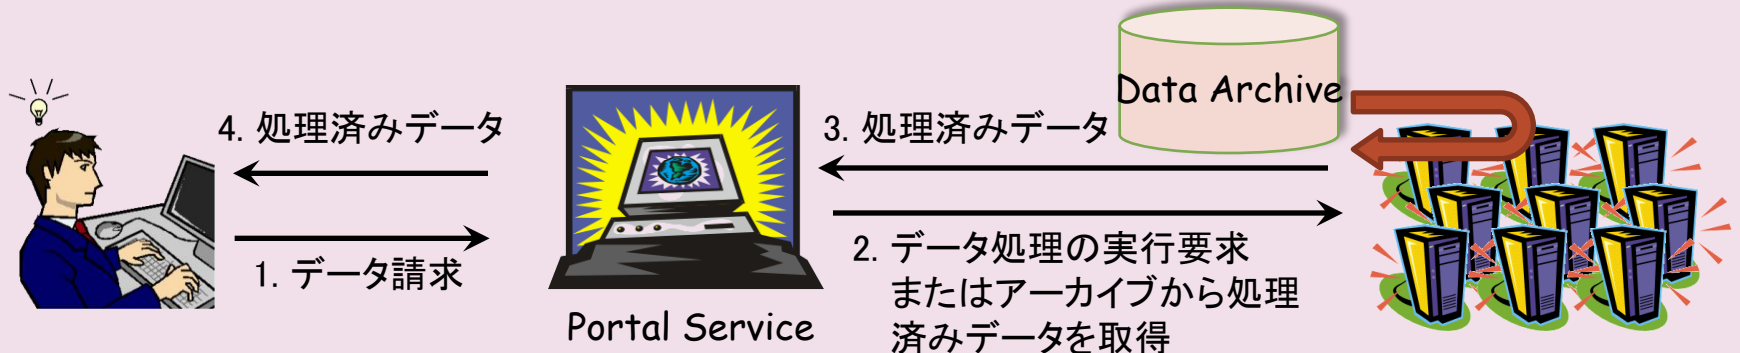 Data Archive
4. 処理済みデータ
3. 処理済みデータ
1. データ請求
2. データ処理の実行要求
またはアーカイブから処理
済みデータを取得
Portal Service